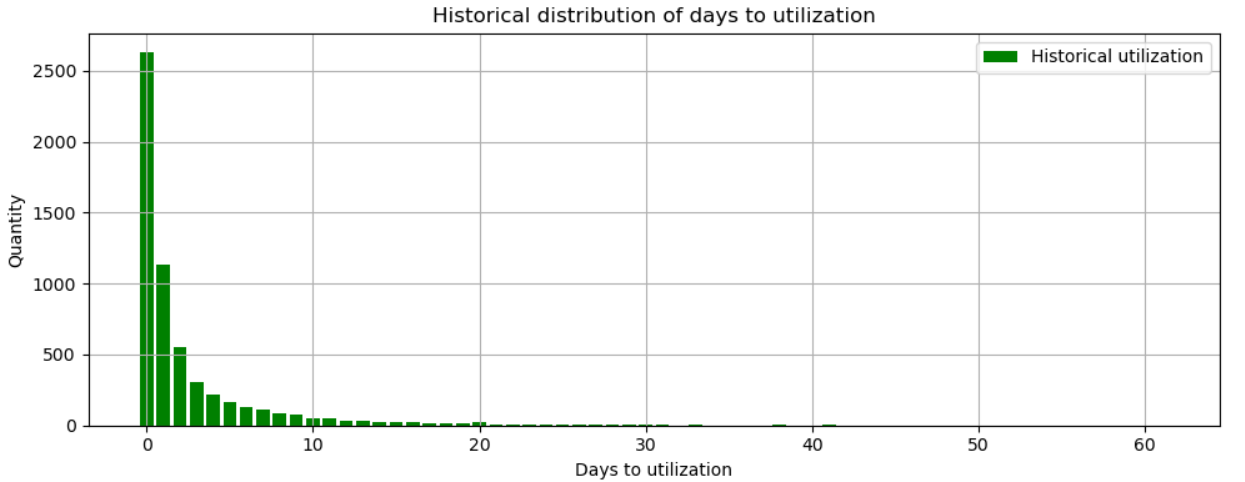 Historical distribution of days to utilization
Historical utilization
Quantity
2500
2000
1500
1000
500
0
0 10 20 30 40 50 60
Days to utilization